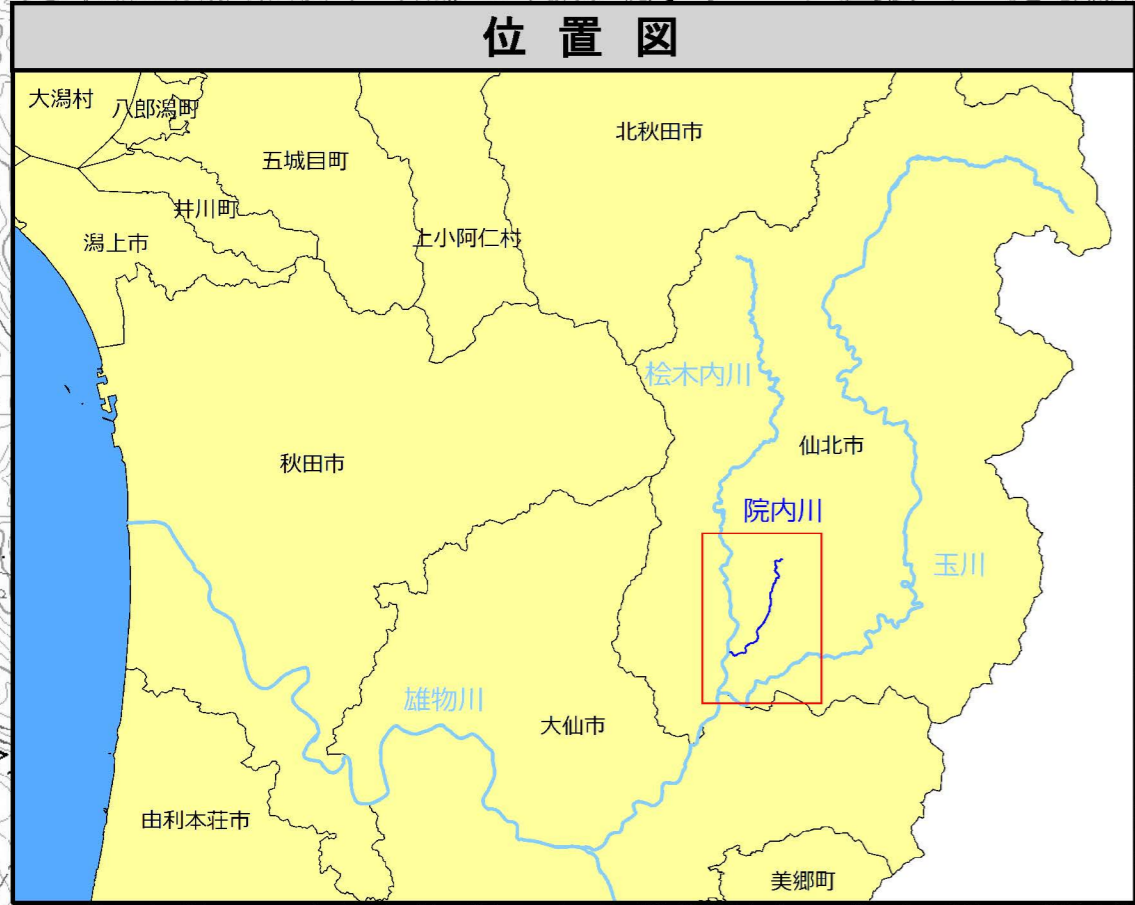 位置図
大潟村
八郎潟町
北秋田市
五城目町
井川町
上小阿仁村
潟上市
桧木内川
仙北市
秋田市
院内川
玉川
雄物川
大仙市
由利本荘市
美郷町